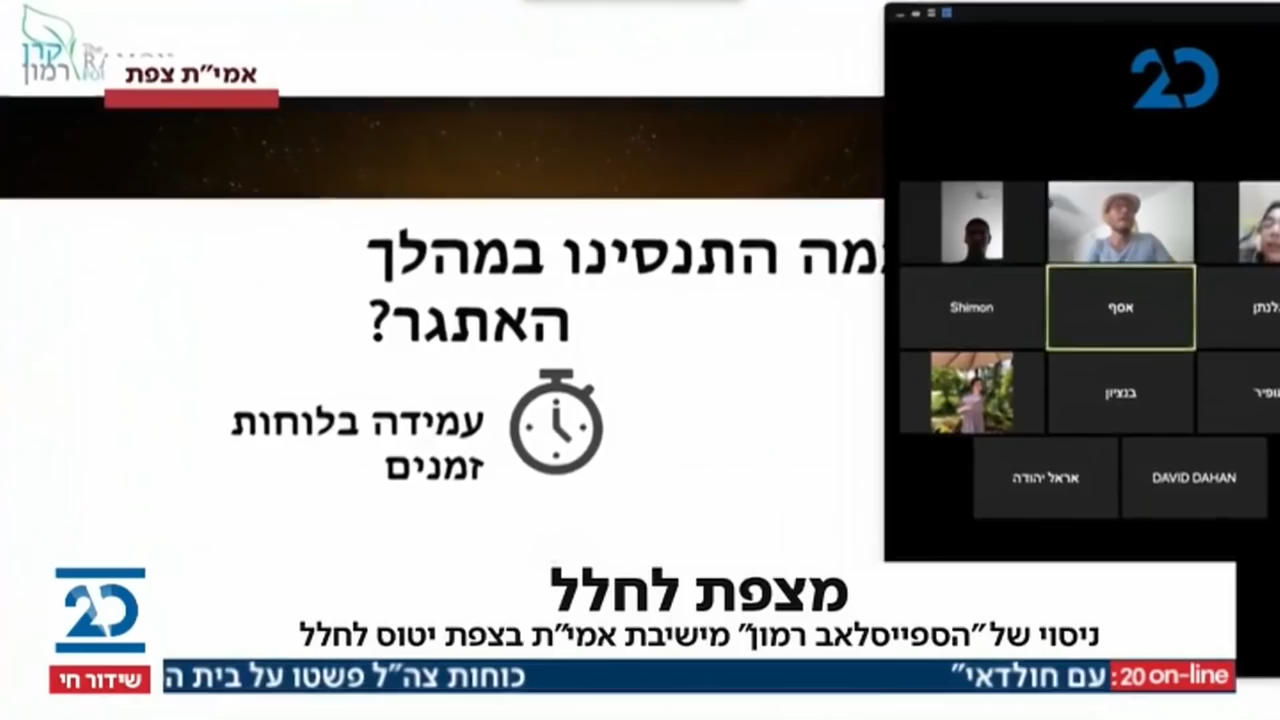 קרן
רמון
The
אמי״ת צפת
20
מה התנסינו במהלך
האתגר?
עמידה בלוחות
זמנים
Shimon
אסף
בנציון
אראל יהודה
DAVID DAHAN
מצפת לחלל
ניסוי של ״הספייסלאב רמון״ מישיבת אמי״ת בצפת יטוס לחלל
20
שידור חי
20 on-line: עם חולדאי״ כוחות צה״ל פשטו על בית ה